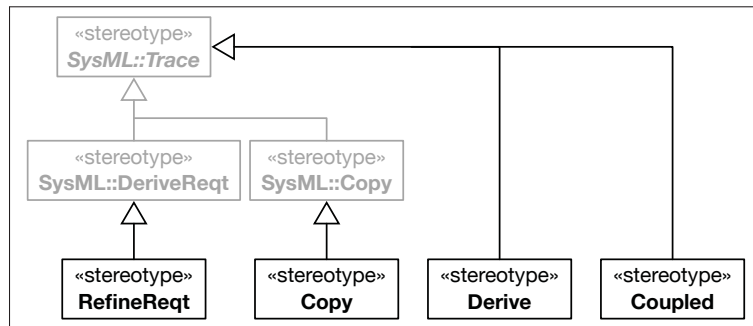 «stereotype»
SysML::Trace
«stereotype»
SysML::DeriveReqt
«stereotype»
SysML::Copy
«stereotype»
RefineReqt
«stereotype»
Copy
«stereotype»
Derive
«stereotype»
Coupled